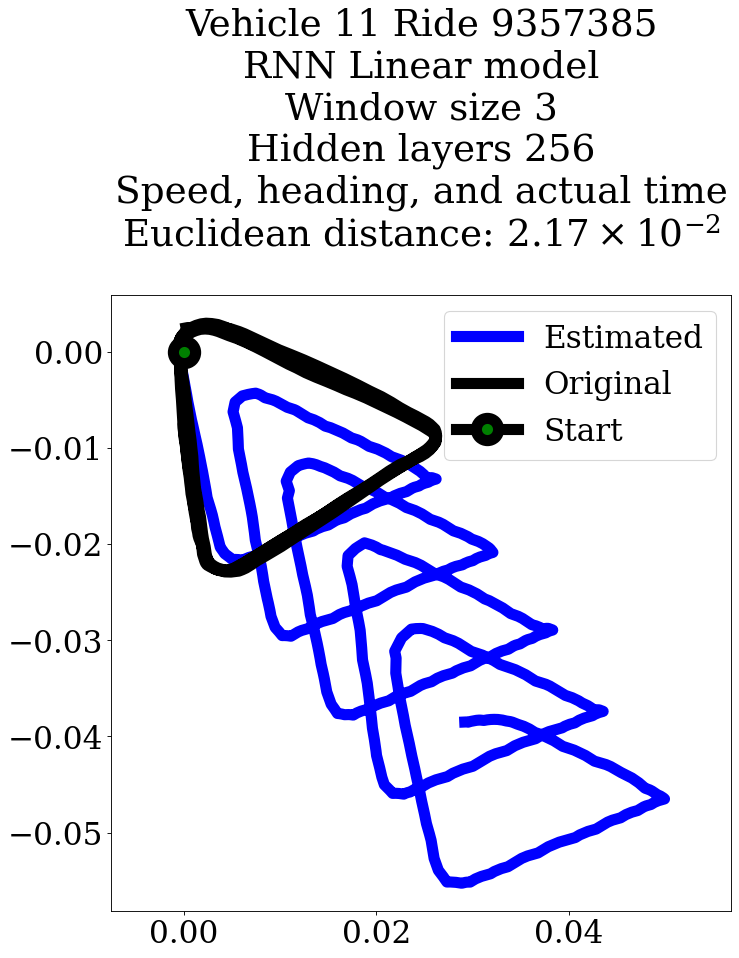 Vehicle 11 Ride 9357385
RNN Linear model
Window size 3
Hidden layers 256
Speed, heading, and actual time
Euclidean distance: 2.17 × 10⁻²
Estimated
Original
Start
0.00
−0.01
−0.02
−0.03
−0.04
−0.05
0.00 0.02 0.04